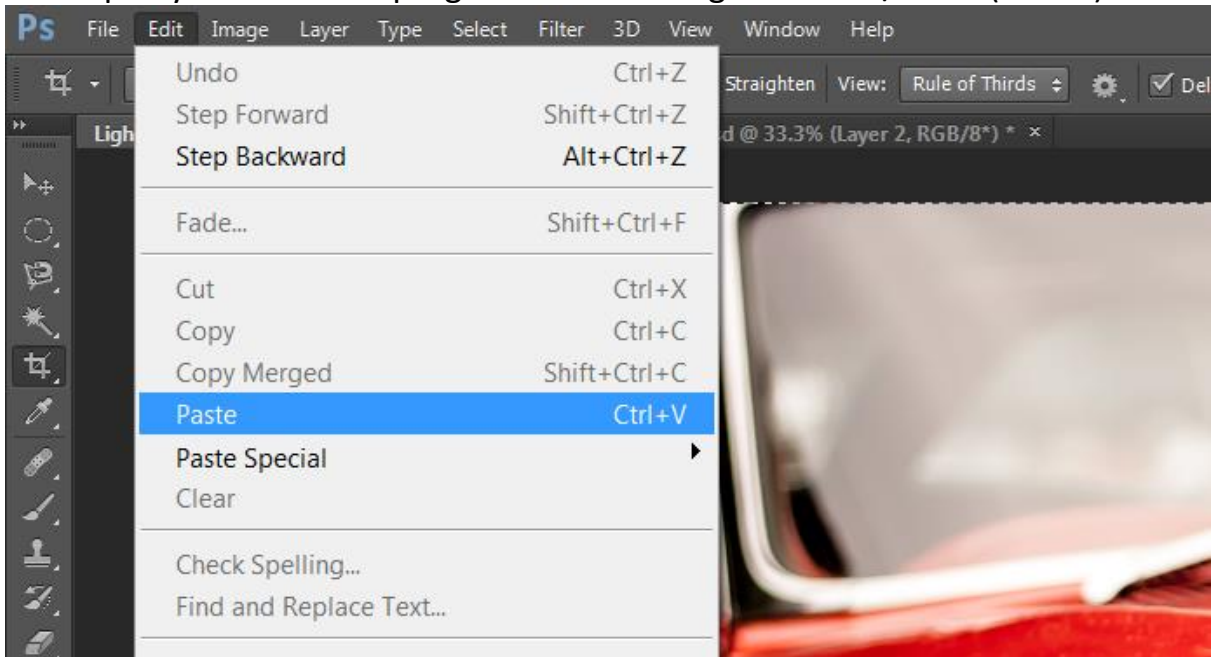 Ps File Edit Image Layer Type Select Filter 3D View Window Help
Straighten View: Rule of Thirds Del
Ligh d @ 33.3% (Layer 2, RGB/8*) * ×
Undo Ctrl+Z
Step Forward Shift+Ctrl+Z
Step Backward Alt+Ctrl+Z
Fade... Shift+Ctrl+F
Cut Ctrl+X
Copy Ctrl+C
Copy Merged Shift+Ctrl+C
Paste Ctrl+V
Paste Special
Clear
Check Spelling...
Find and Replace Text...